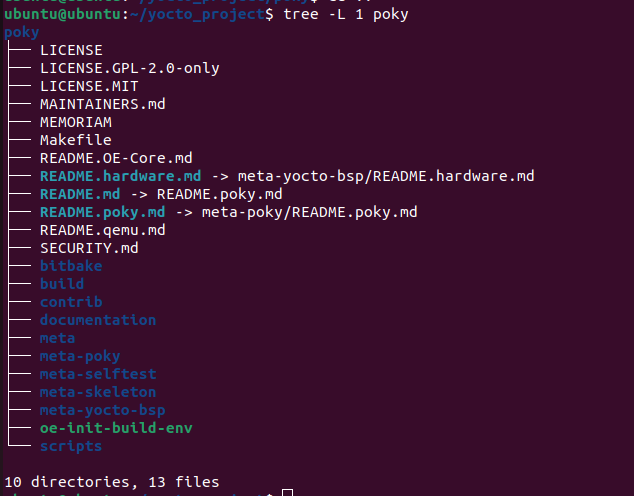 ubuntu@ubuntu:~/yocto_project$ tree -L 1 poky
poky
├── LICENSE
├── LICENSE.GPL-2.0-only
├── LICENSE.MIT
├── MAINTAINERS.md
├── MEMORIAM
├── Makefile
├── README.OE-Core.md
├── README.hardware.md -> meta-yocto-bsp/README.hardware.md
├── README.md -> README.poky.md
├── README.poky.md -> meta-poky/README.poky.md
├── README.qemu.md
├── SECURITY.md
├── bitbake
├── build
├── contrib
├── documentation
├── meta
├── meta-poky
├── meta-selftest
├── meta-skeleton
├── meta-yocto-bsp
├── oe-init-build-env
└── scripts
10 directories, 13 files